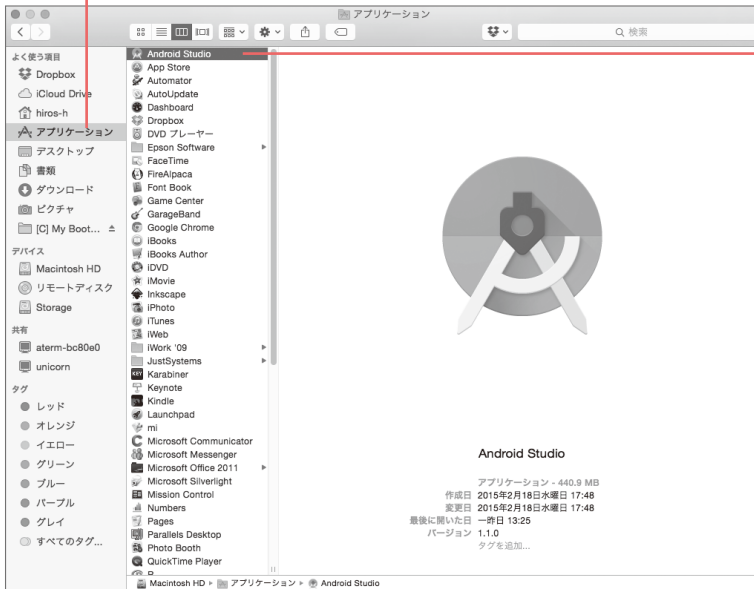 アプリケーション
検索
よく使う項目
Dropbox
iCloud Drive
hiros-h
アプリケーション
デスクトップ
書類
ダウンロード
ピクチャ
[C] My Boot...
デバイス
Macintosh HD
リモートディスク
Storage
共有
aterm-bc80e0
unicorn
タグ
レッド
オレンジ
イエロー
グリーン
ブルー
パープル
グレイ
すべてのタグ...
Android Studio
App Store
Automator
AutoUpdate
Dashboard
Dropbox
DVD プレーヤー
Epson Software
FaceTime
FireAlpaca
Font Book
Game Center
GarageBand
Google Chrome
iBooks
iBooks Author
iDVD
iMovie
Inkscape
iPhoto
iTunes
iWeb
iWork '09
JustSystems
Karabiner
Keynote
Kindle
Launchpad
mi
Microsoft Communicator
Microsoft Messenger
Microsoft Office 2011
Microsoft Silverlight
Mission Control
Numbers
Pages
Parallels Desktop
Photo Booth
QuickTime Player
Android Studio
アプリケーション - 440.9 MB
作成日 2015年2月18日水曜日 17:48
変更日 2015年2月18日水曜日 17:48
最後に開いた日 一昨日 13:25
バージョン 1.1.0
タグを追加...
Macintosh HD ▸ アプリケーション ▸ Android Studio